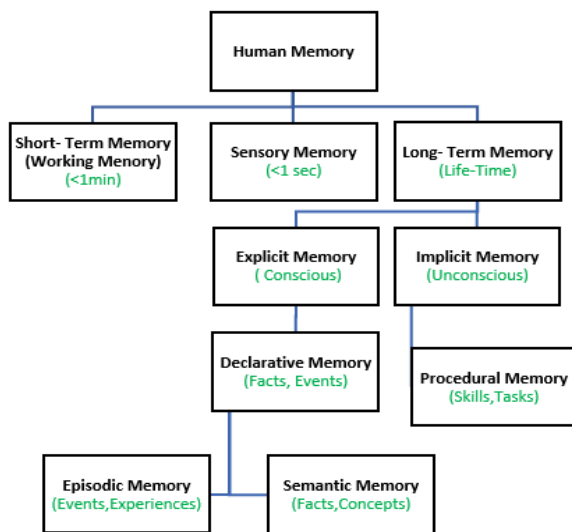 Human Memory
Short- Term Memory
(Working Menory)
(<1min)
Sensory Memory
(<1 sec)
Long- Term Memory
(Life-Time)
Explicit Memory
( Conscious)
Implicit Memory
(Unconscious)
Declarative Memory
(Facts, Events)
Procedural Memory
(Skills,Tasks)
Episodic Memory
(Events,Experiences)
Semantic Memory
(Facts,Concepts)